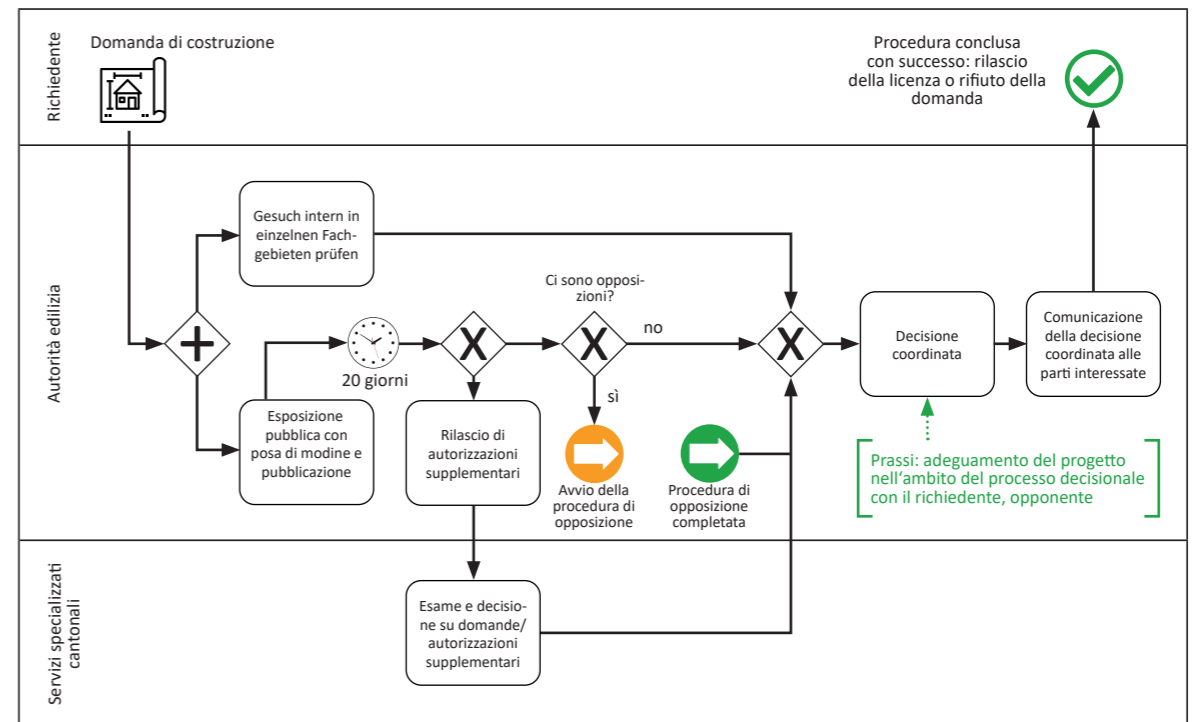 Richiedente
Domanda di costruzione
Procedura conclusa
con successo: rilascio
della licenza o rifiuto della
domanda
Autorità edilizia
Gesuch intern in
einzelnen Fach-
gebieten prüfen
Ci sono opposi-
zioni?
no
sì
20 giorni
Esposizione
pubblica con
posa di modine e
pubblicazione
Rilascio di
autorizzazioni
supplementari
Avvio della
procedura di
opposizione
Procedura di
opposizione
completata
Decisione
coordinata
Comunicazione
della decisione
coordinata alle
parti interessate
Prassi: adeguamento del progetto
nell‘ambito del processo decisionale
con il richiedente, opponente
Servizi specializzati
cantonali
Esame e decisio-
ne su domande/
autorizzazioni
supplementari